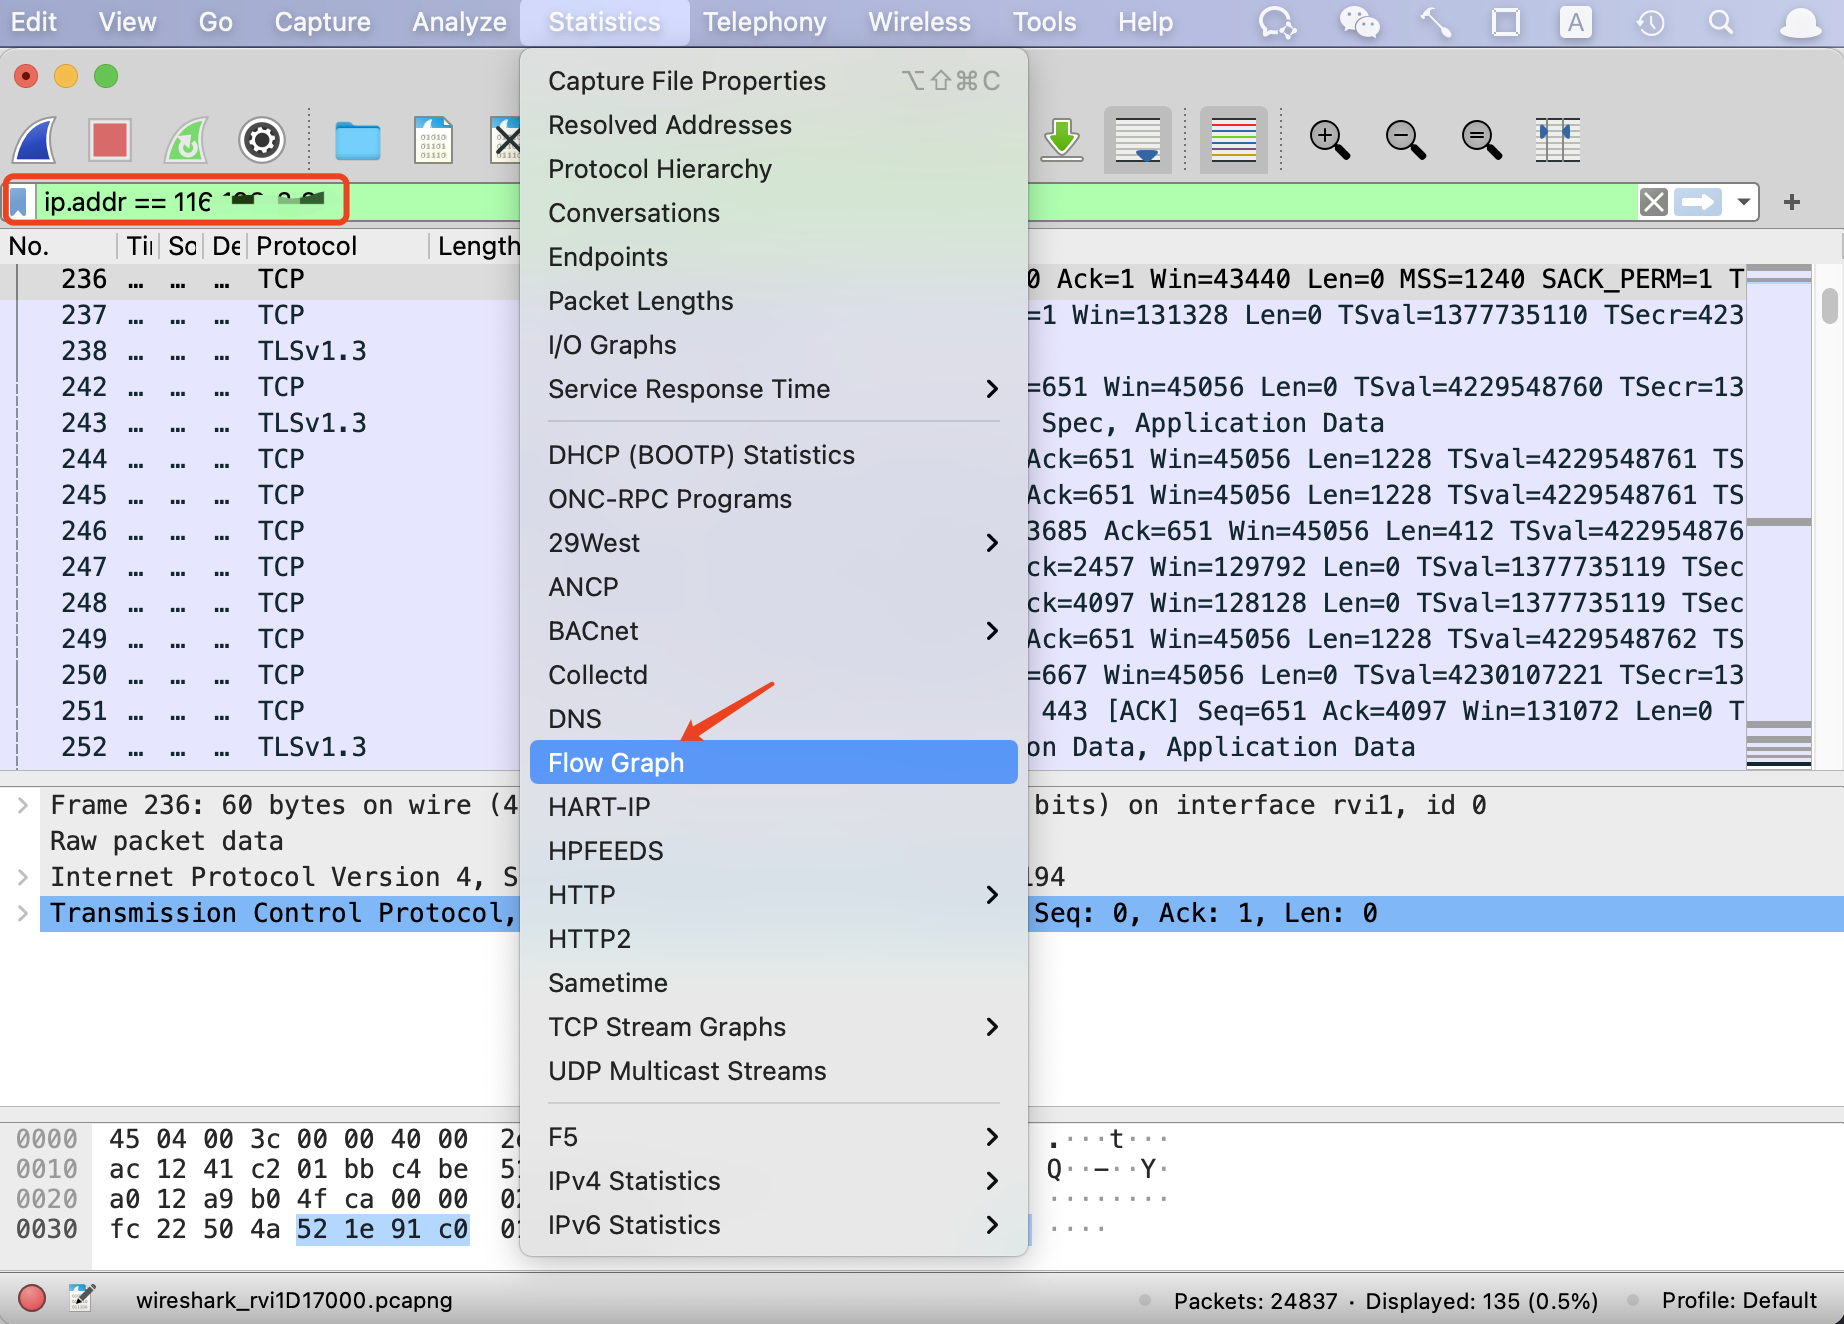 Edit View Go Capture Analyze Statistics Telephony Wireless Tools Help A
Capture File Properties ⌥⇧⌘C
Resolved Addresses
Protocol Hierarchy
Conversations
Endpoints
Packet Lengths
I/O Graphs
Service Response Time
DHCP (BOOTP) Statistics
ONC-RPC Programs
29West
ANCP
BACnet
Collectd
DNS
Flow Graph
HART-IP
HPFEEDS
HTTP
HTTP2
Sametime
TCP Stream Graphs
UDP Multicast Streams
F5
IPv4 Statistics
IPv6 Statistics
ip.addr == 116
No. Ti Sc De Protocol Length
236 … … … TCP 0 Ack=1 Win=43440 Len=0 MSS=1240 SACK_PERM=1 T
237 … … … TCP =1 Win=131328 Len=0 TSval=1377735110 TSecr=423
238 … … … TLSv1.3
242 … … … TCP =651 Win=45056 Len=0 TSval=4229548760 TSecr=13
243 … … … TLSv1.3 Spec, Application Data
244 … … … TCP Ack=651 Win=45056 Len=1228 TSval=4229548761 TS
245 … … … TCP Ack=651 Win=45056 Len=1228 TSval=4229548761 TS
246 … … … TCP 3685 Ack=651 Win=45056 Len=412 TSval=422954876
247 … … … TCP ck=2457 Win=129792 Len=0 TSval=1377735119 TSec
248 … … … TCP ck=4097 Win=128128 Len=0 TSval=1377735119 TSec
249 … … … TCP Ack=651 Win=45056 Len=1228 TSval=4229548762 TS
250 … … … TCP =667 Win=45056 Len=0 TSval=4230107221 TSecr=13
251 … … … TCP 443 [ACK] Seq=651 Ack=4097 Win=131072 Len=0 T
252 … … … TLSv1.3 on Data, Application Data
Frame 236: 60 bytes on wire (4 bits) on interface rvi1, id 0
Raw packet data
Internet Protocol Version 4, S 194
Transmission Control Protocol, Seq: 0, Ack: 1, Len: 0
0000 45 04 00 3c 00 00 40 00 2 .···t···
0010 ac 12 41 c2 01 bb c4 be 5 Q··–··Y·
0020 a0 12 a9 b0 4f ca 00 00 0 ········
0030 fc 22 50 4a 52 1e 91 c0 0 ····
wireshark_rvi1D17000.pcapng Packets: 24837 · Displayed: 135 (0.5%) Profile: Default